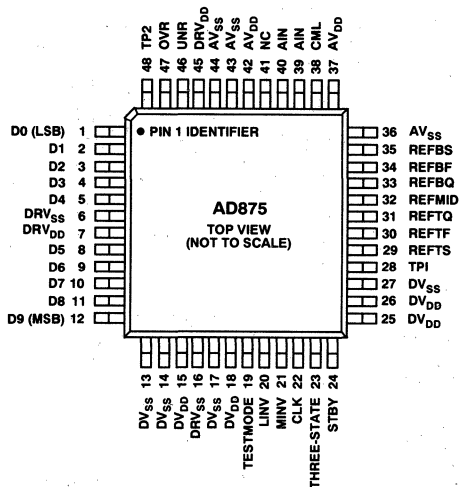 48 TP2
47 OVR
46 UNR
45 DRVDD
44 AVSS
43 AVSS
42 AVDD
41 NC
40 AIN
39 AIN
38 CML
37 AVDD
D0 (LSB) 1
D1 2
D2 3
D3 4
D4 5
DRVSS 6
DRVDD 7
D5 8
D6 9
D7 10
D8 11
D9 (MSB) 12
PIN 1 IDENTIFIER
AD875
TOP VIEW
(NOT TO SCALE)
36 AVSS
35 REFBS
34 REFBF
33 REFBQ
32 REFMID
31 REFTQ
30 REFTF
29 REFTS
28 TPI
27 DVSS
26 DVDD
25 DVDD
DVSS 13
DVSS 14
DVDD 15
DRVSS 16
DVSS 17
DVDD 18
TESTMODE 19
LINV 20
MINV 21
CLK 22
THREE-STATE 23
STBY 24